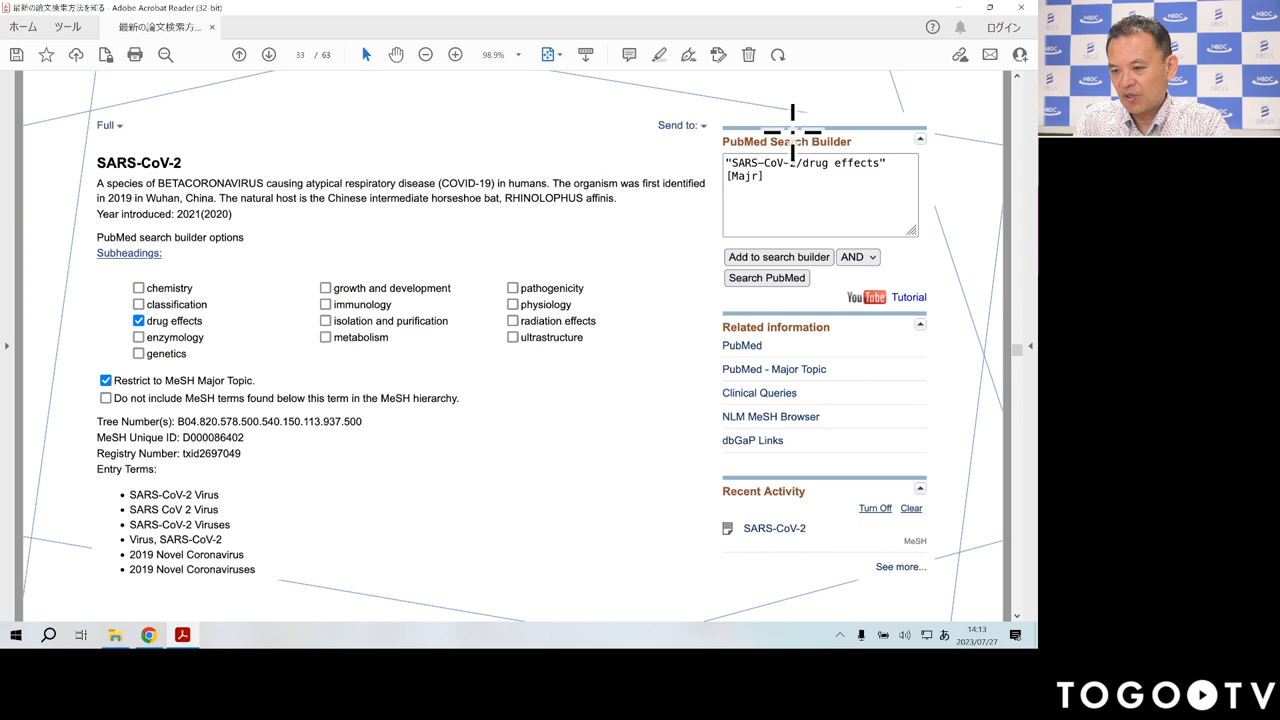 最新の論文検索方法を知る - Adobe Acrobat Reader (32-bit)
ホーム ツール 最新の論文検索方... × ログイン
33 / 63 98.9%
Full Send to:
SARS-CoV-2
A species of BETACORONAVIRUS causing atypical respiratory disease (COVID-19) in humans. The organism was first identified
in 2019 in Wuhan, China. The natural host is the Chinese intermediate horseshoe bat, RHINOLOPHUS affinis.
Year introduced: 2021(2020)
PubMed search builder options
Subheadings:
chemistry growth and development pathogenicity
classification immunology physiology
drug effects isolation and purification radiation effects
enzymology metabolism ultrastructure
genetics
Restrict to MeSH Major Topic.
Do not include MeSH terms found below this term in the MeSH hierarchy.
Tree Number(s): B04.820.578.500.540.150.113.937.500
MeSH Unique ID: D000086402
Registry Number: txid2697049
Entry Terms:
• SARS-CoV-2 Virus
• SARS CoV 2 Virus
• SARS-CoV-2 Viruses
• Virus, SARS-CoV-2
• 2019 Novel Coronavirus
• 2019 Novel Coronaviruses
PubMed Search Builder
"SARS-CoV-2/drug effects"
[Majr]
Add to search builder AND
Search PubMed
YouTube Tutorial
Related information
PubMed
PubMed - Major Topic
Clinical Queries
NLM MeSH Browser
dbGaP Links
Recent Activity
Turn Off Clear
SARS-CoV-2
MeSH
See more...
あ 14:13
2023/07/27
NBDC
DBCLS
TOGO TV